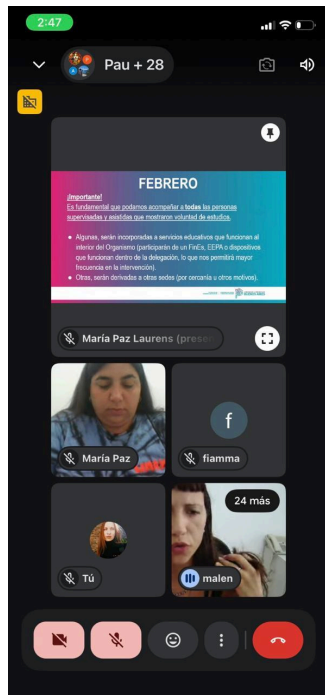 2:47
Pau + 28
FEBRERO
¡Importante!
Es fundamental que podamos acompañar a todas las personas
supervisadas y asistidas que mostraron voluntad de estudios.
Algunas, serán incorporadas a servicios educativos que funcionan al
interior del Organismo (participarán de un FinEs, EEPA o dispositivos
que funcionan dentro de la delegación, lo que nos permitirá mayor
frecuencia en la intervención).
Otras, serán derivadas a otras sedes (por cercanía u otros motivos).
María Paz Laurens (presen
María Paz
f
fiamma
Tú
24 más
malen